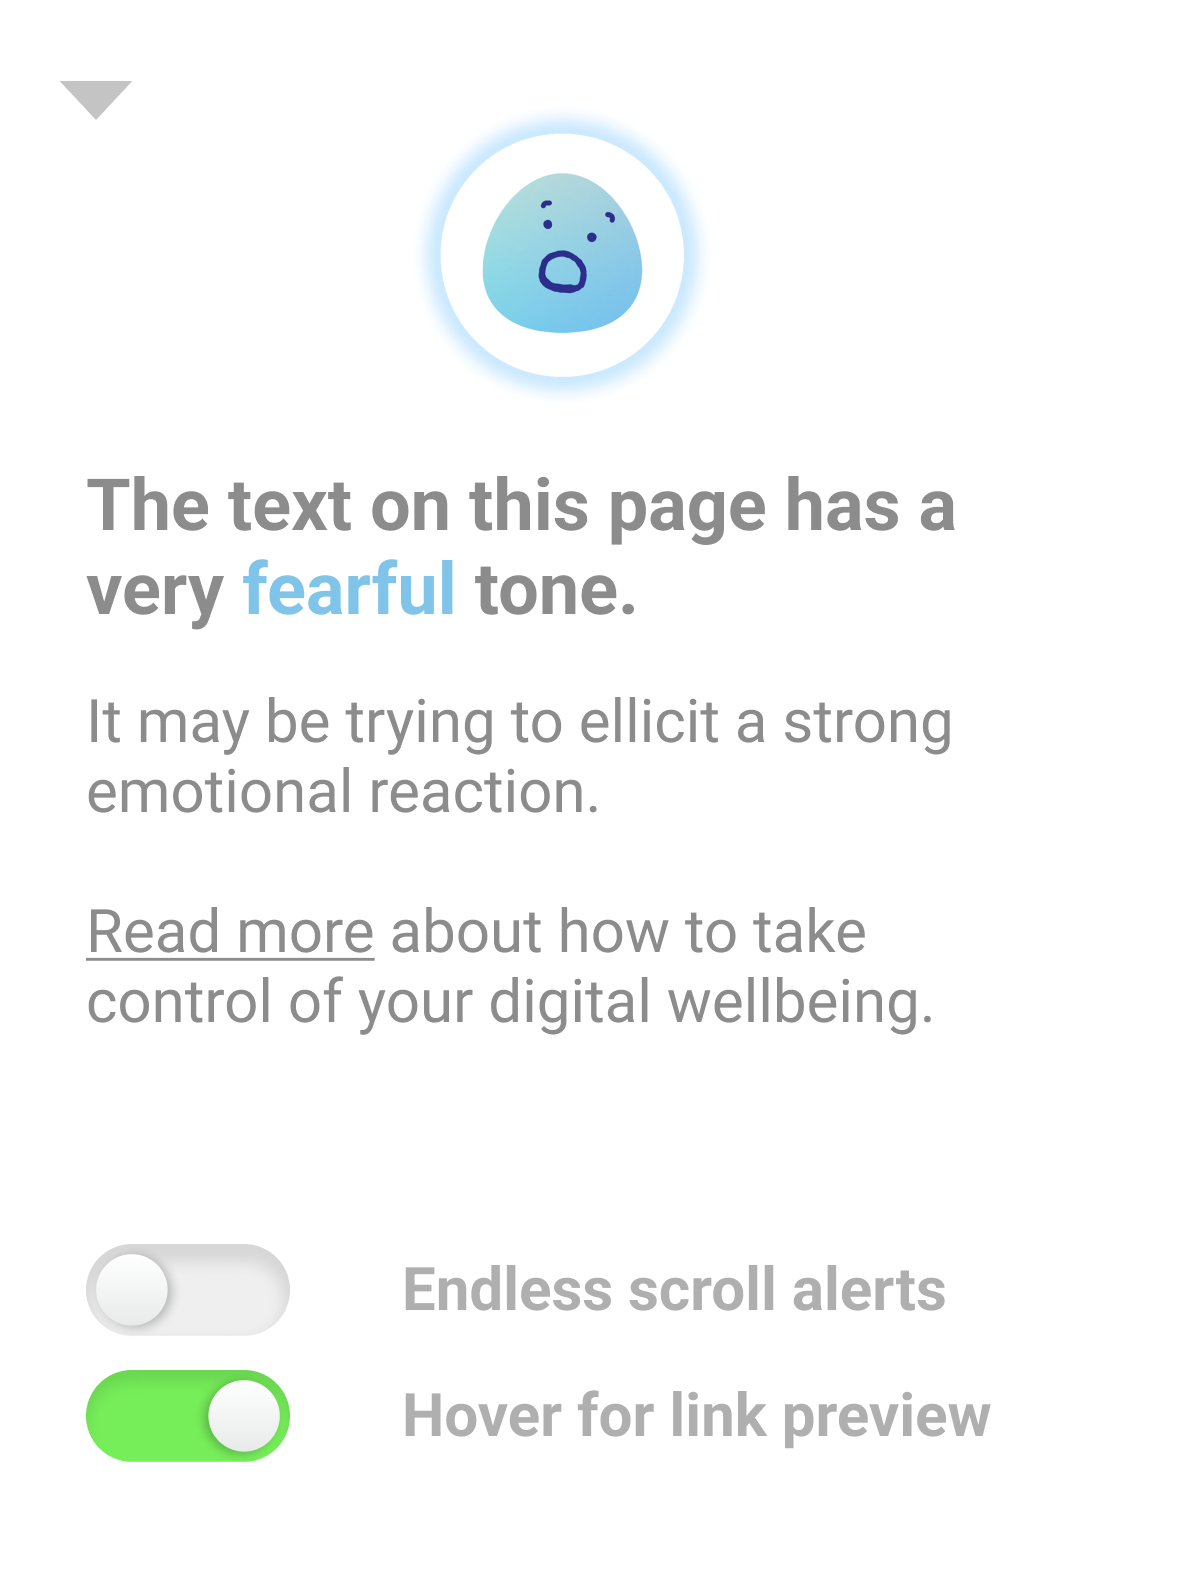 The text on this page has a
very fearful tone.
It may be trying to ellicit a strong
emotional reaction.
Read more about how to take
control of your digital wellbeing.
Endless scroll alerts
Hover for link preview